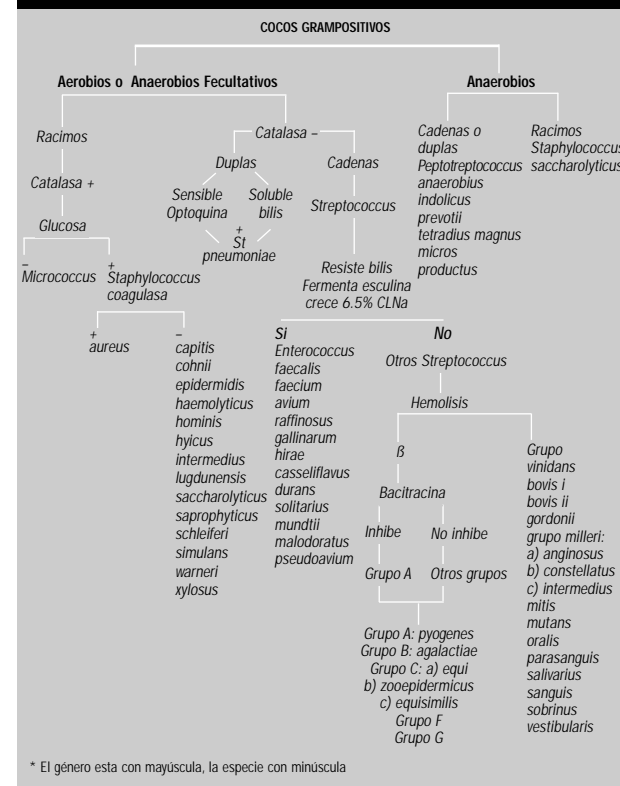 COCOS GRAMPOSITIVOS
Aerobios o Anaerobios Fecultativos
Racimos
Catalasa +
Glucosa
–
Micrococcus
+
Staphylococcus
coagulasa
+
aureus
–
capitis
cohnii
epidermidis
haemolyticus
hominis
hyicus
intermedius
lugdunensis
saccharolyticus
saprophyticus
schleiferi
simulans
warneri
xylosus
Catalasa –
Duplas
Sensible
Optoquina
Soluble
bilis
+
St
pneumoniae
Cadenas
Streptococcus
Resiste bilis
Fermenta esculina
crece 6.5% CLNa
Si
Enterococcus
faecalis
faecium
avium
raffinosus
gallinarum
hirae
casseliflavus
durans
solitarius
mundtii
malodoratus
pseudoavium
No
Otros Streptococcus
Hemolisis
ß
Bacitracina
Inhibe
No inhibe
Grupo A
Otros grupos
Grupo A: pyogenes
Grupo B: agalactiae
Grupo C: a) equi
b) zooepidermicus
c) equisimilis
Grupo F
Grupo G
Grupo
vinidans
bovis i
bovis ii
gordonii
grupo milleri:
a) anginosus
b) constellatus
c) intermedius
mitis
mutans
oralis
parasanguis
salivarius
sanguis
sobrinus
vestibularis
Anaerobios
Cadenas o
duplas
Peptotreptococcus
anaerobius
indolicus
prevotii
tetradius magnus
micros
productus
Racimos
Staphylococcus
saccharolyticus
* El género esta con mayúscula, la especie con minúscula